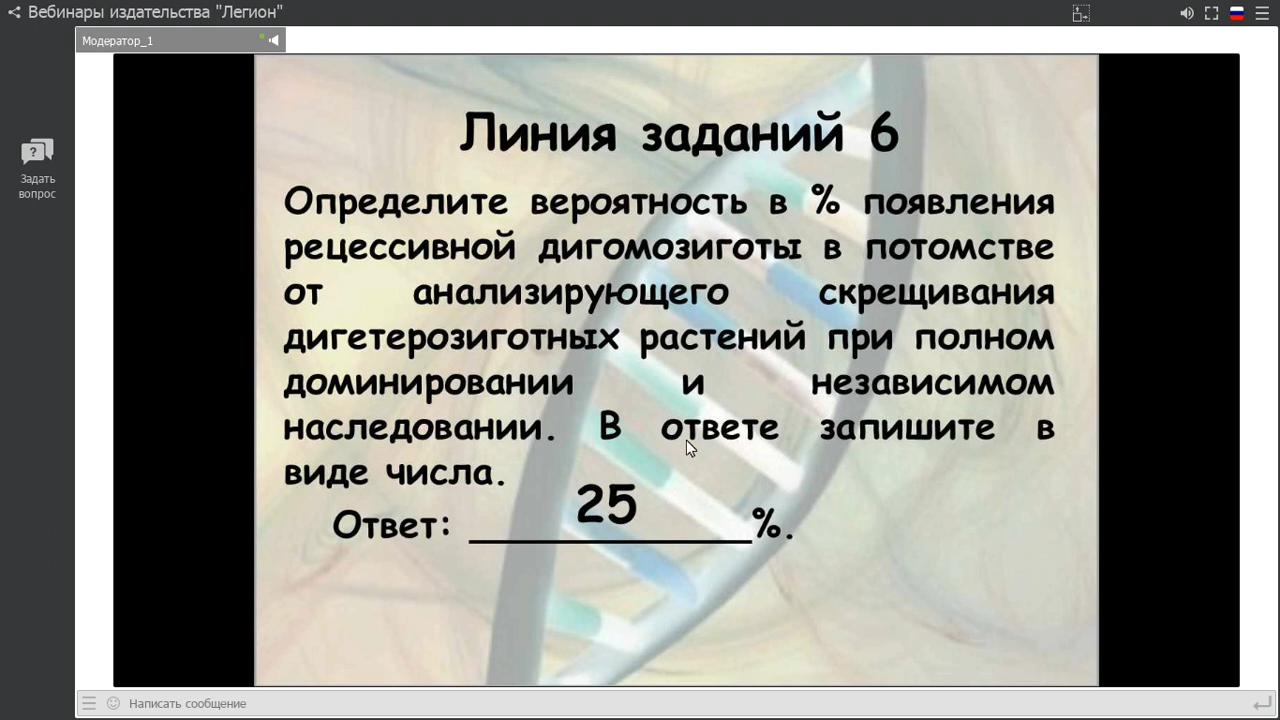 Вебинары издательства "Легион"
Модератор_1
Задать
вопрос
Линия заданий 6
Определите вероятность в % появления
рецессивной дигомозиготы в потомстве
от анализирующего скрещивания
дигетерозиготных растений при полном
доминировании и независимом
наследовании. В ответе запишите в
виде числа.
Ответ: ______25______%.
Написать сообщение